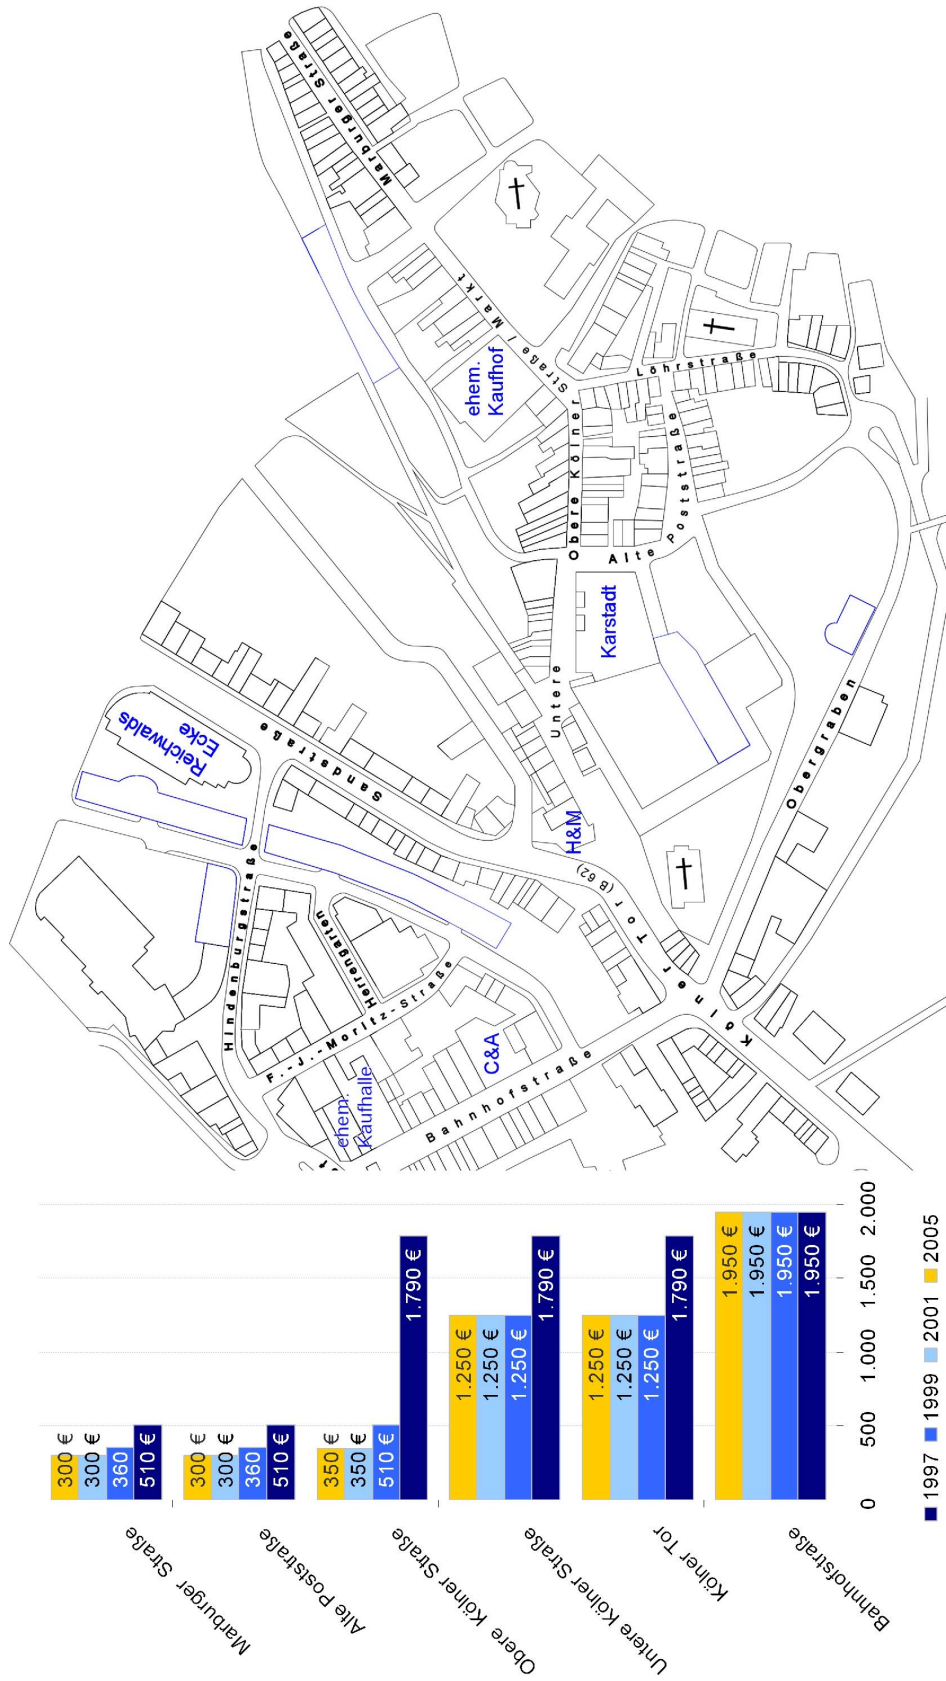 Marburger Straße
Marburger Straße / Markt
ehem.
Kaufhof
Löhrstraße
Obere Kölner Straße
Alte Poststraße
Karstadt
Untere
Reichwalds
Ecke
Sandstraße
H&M
Obergraben
Hindenburgstraße
Herrengarten
Kölner Tor (B 62)
F.-J.-Moritz-Straße
C&A
ehem.
Kaufhalle
Bahnhofstraße
300 €
300 €
360
510 €
300 €
300 €
360
510 €
350 €
350 €
510 €
1.790 €
1.250 €
1.250 €
1.250 €
1.790 €
1.250 €
1.250 €
1.250 €
1.790 €
1.950 €
1.950 €
1.950 €
1.950 €
0
500
1.000
1.500
2.000
Marburger Straße
Alte Poststraße
Obere Kölner Straße
Untere Kölner Straße
Kölner Tor
Bahnhofstraße
1997 1999 2001 2005